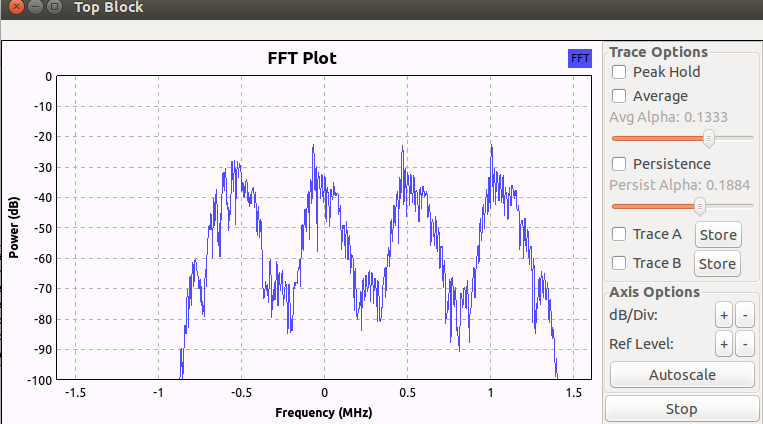 Top Block
FFT Plot
FFT
0
-10
-20
-30
-40
-50
-60
-70
-80
-90
-100
Power (dB)
-1.5
-1
-0.5
0
0.5
1
1.5
Frequency (MHz)
Trace Options
Peak Hold
Average
Avg Alpha: 0.1333
Persistence
Persist Alpha: 0.1884
Trace A Store
Trace B Store
Axis Options
dB/Div: + -
Ref Level: + -
Autoscale
Stop